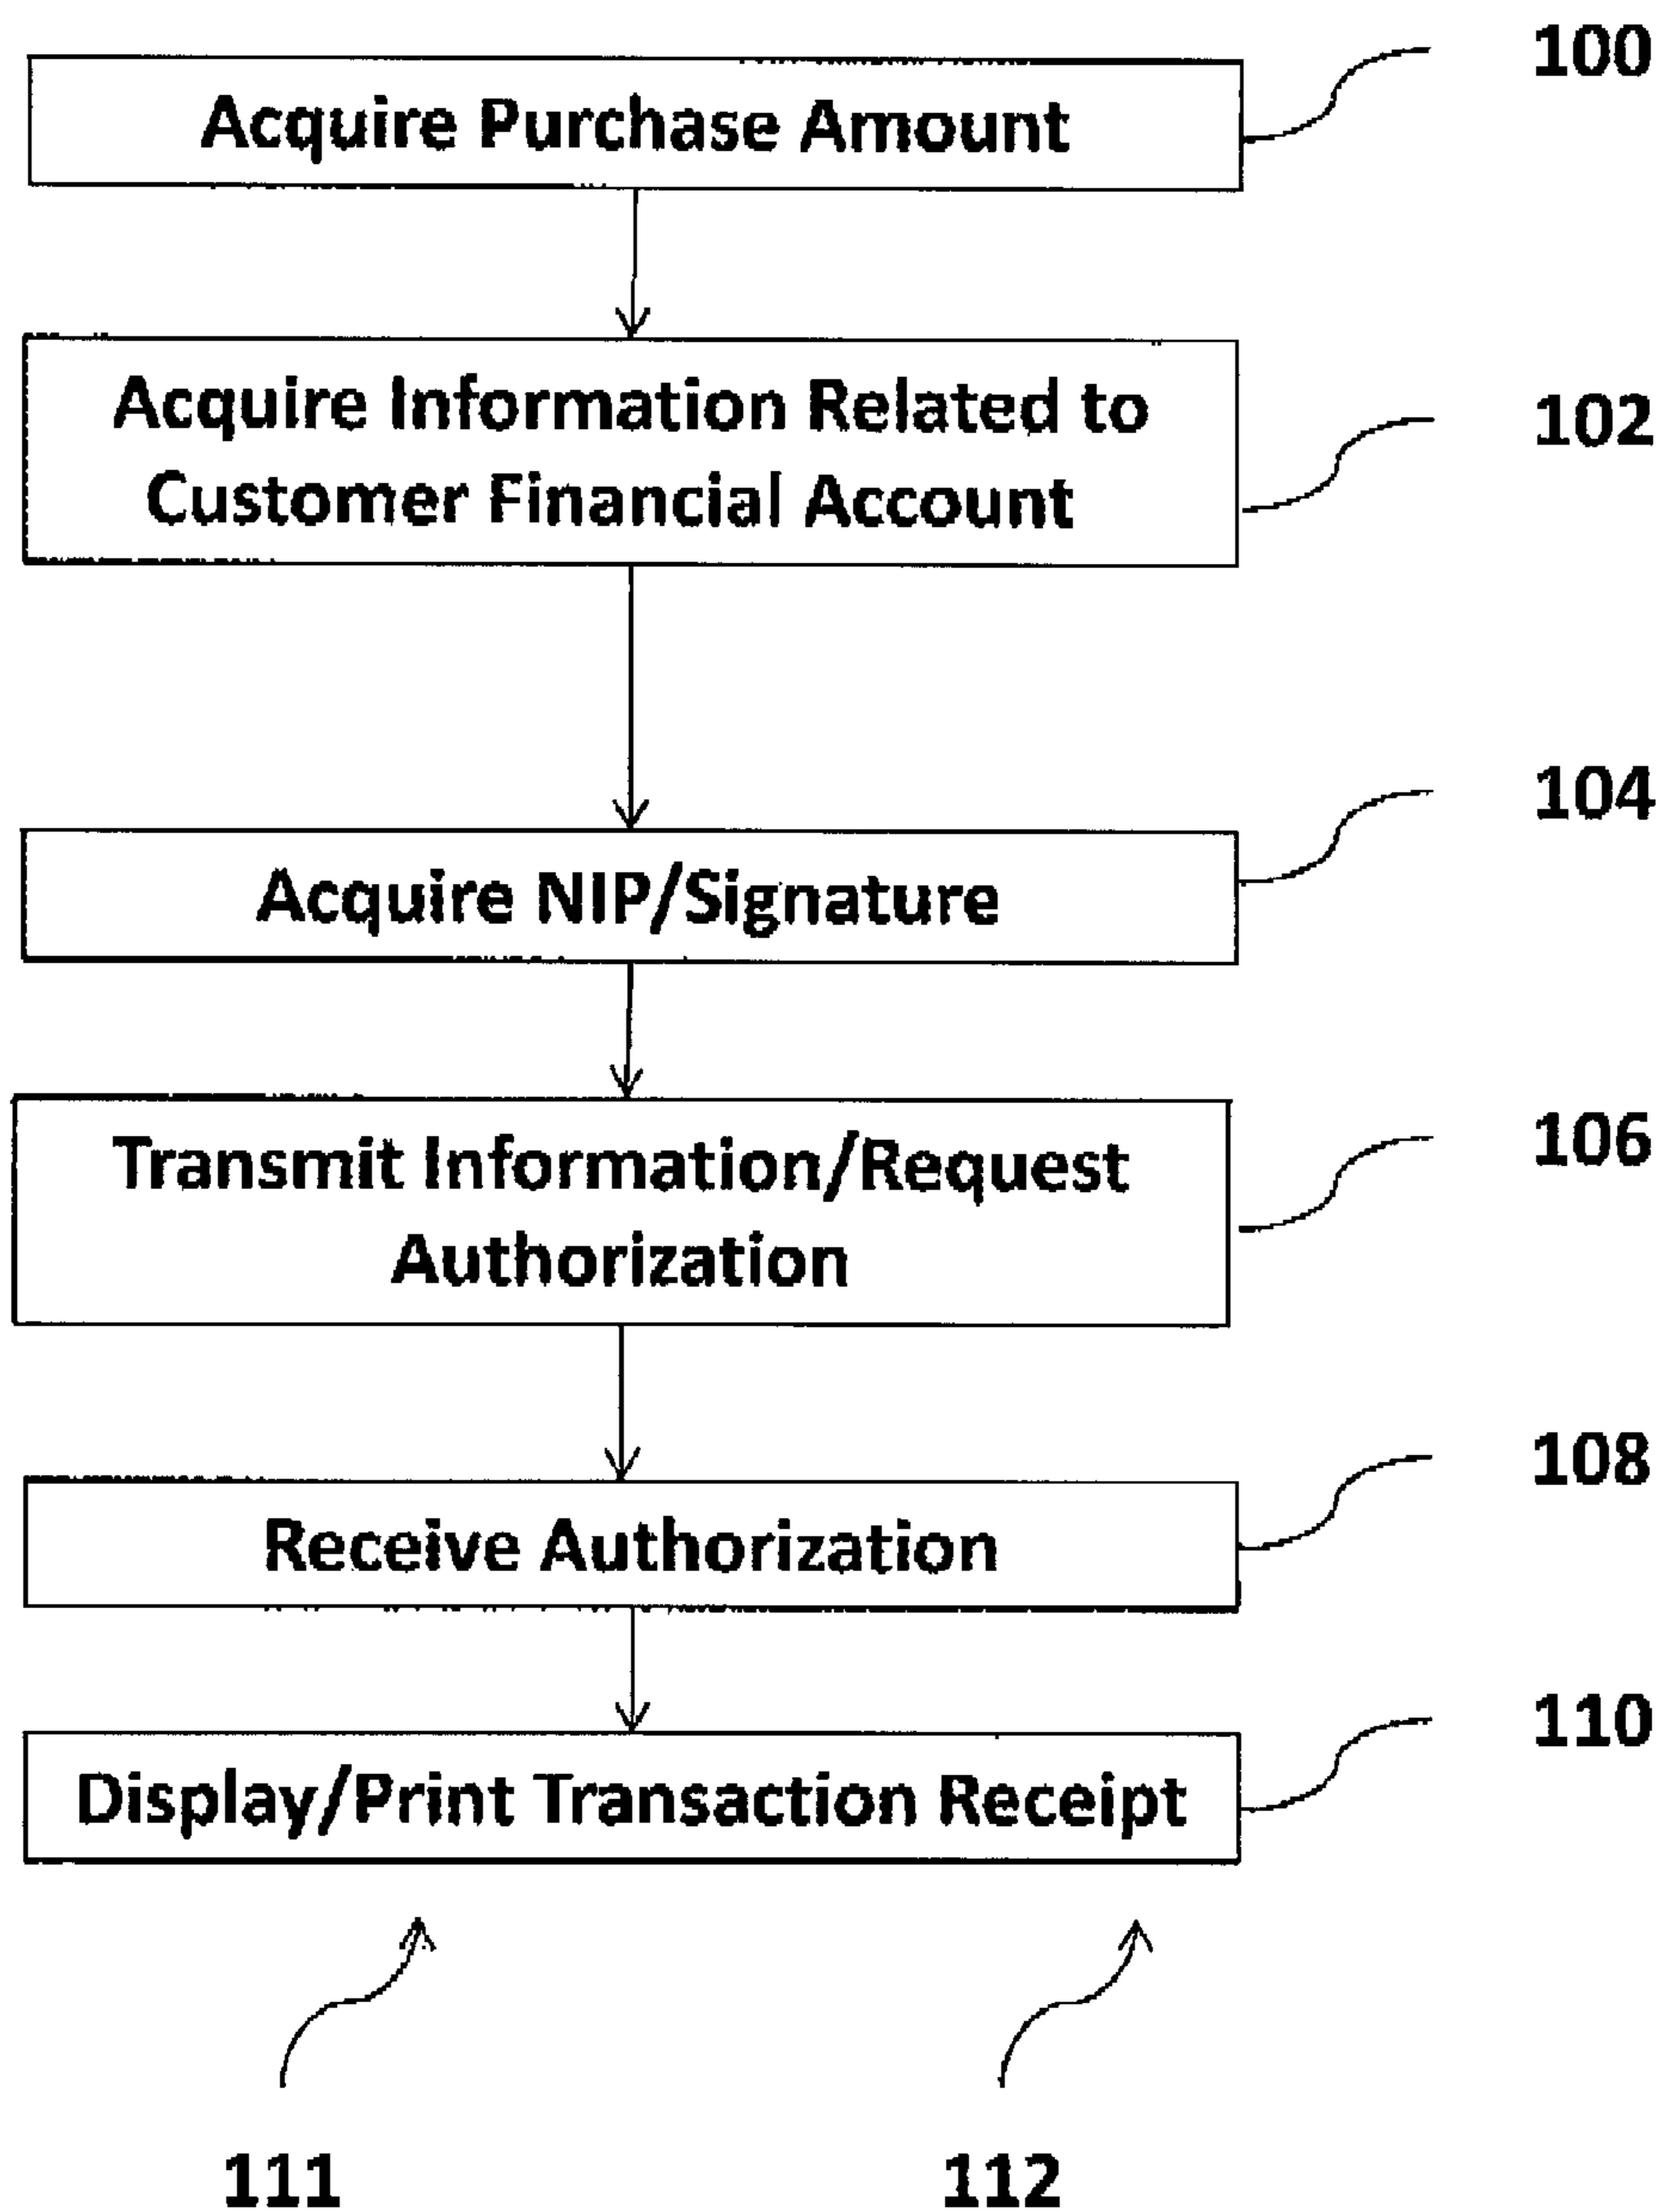 100
Acquire Purchase Amount
Acquire Information Related to
102
Customer Financial Account
104
Acquire NIP/Signature
106
Transmit Information/Request
Authorization
108
Receive Authorization
110
Display/Print Transaction Receipt
111
112